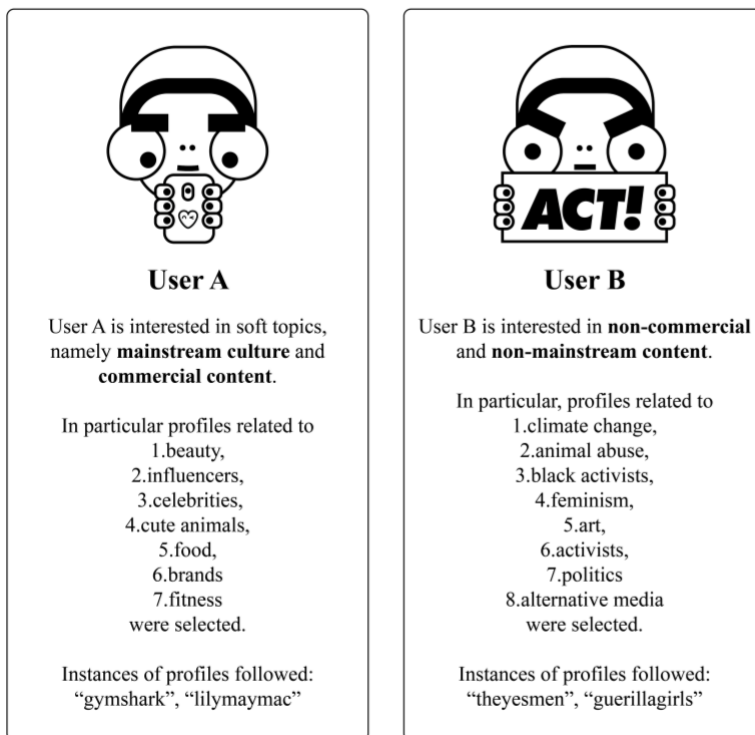 User A
User A is interested in soft topics,
namely mainstream culture and
commercial content.
In particular profiles related to
1.beauty,
2.influencers,
3.celebrities,
4.cute animals,
5.food,
6.brands
7.fitness
were selected.
Instances of profiles followed:
“gymshark”, “lilymaymac”
ACT!
User B
User B is interested in non-commercial
and non-mainstream content.
In particular, profiles related to
1.climate change,
2.animal abuse,
3.black activists,
4.feminism,
5.art,
6.activists,
7.politics
8.alternative media
were selected.
Instances of profiles followed:
“theyesmen”, “guerillagirls”